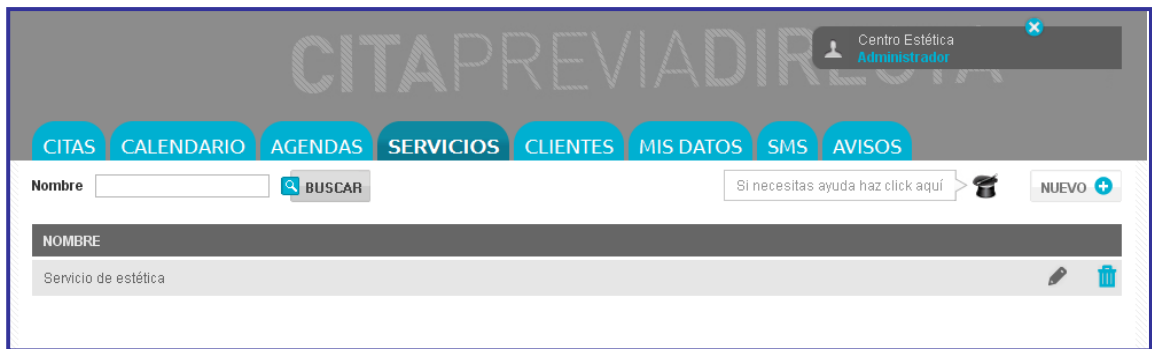 CITAPREVIADIRECTA
Centro Estética
Administrador
CITAS CALENDARIO AGENDAS SERVICIOS CLIENTES MIS DATOS SMS AVISOS
Nombre BUSCAR Si necesitas ayuda haz click aquí NUEVO
NOMBRE
Servicio de estética